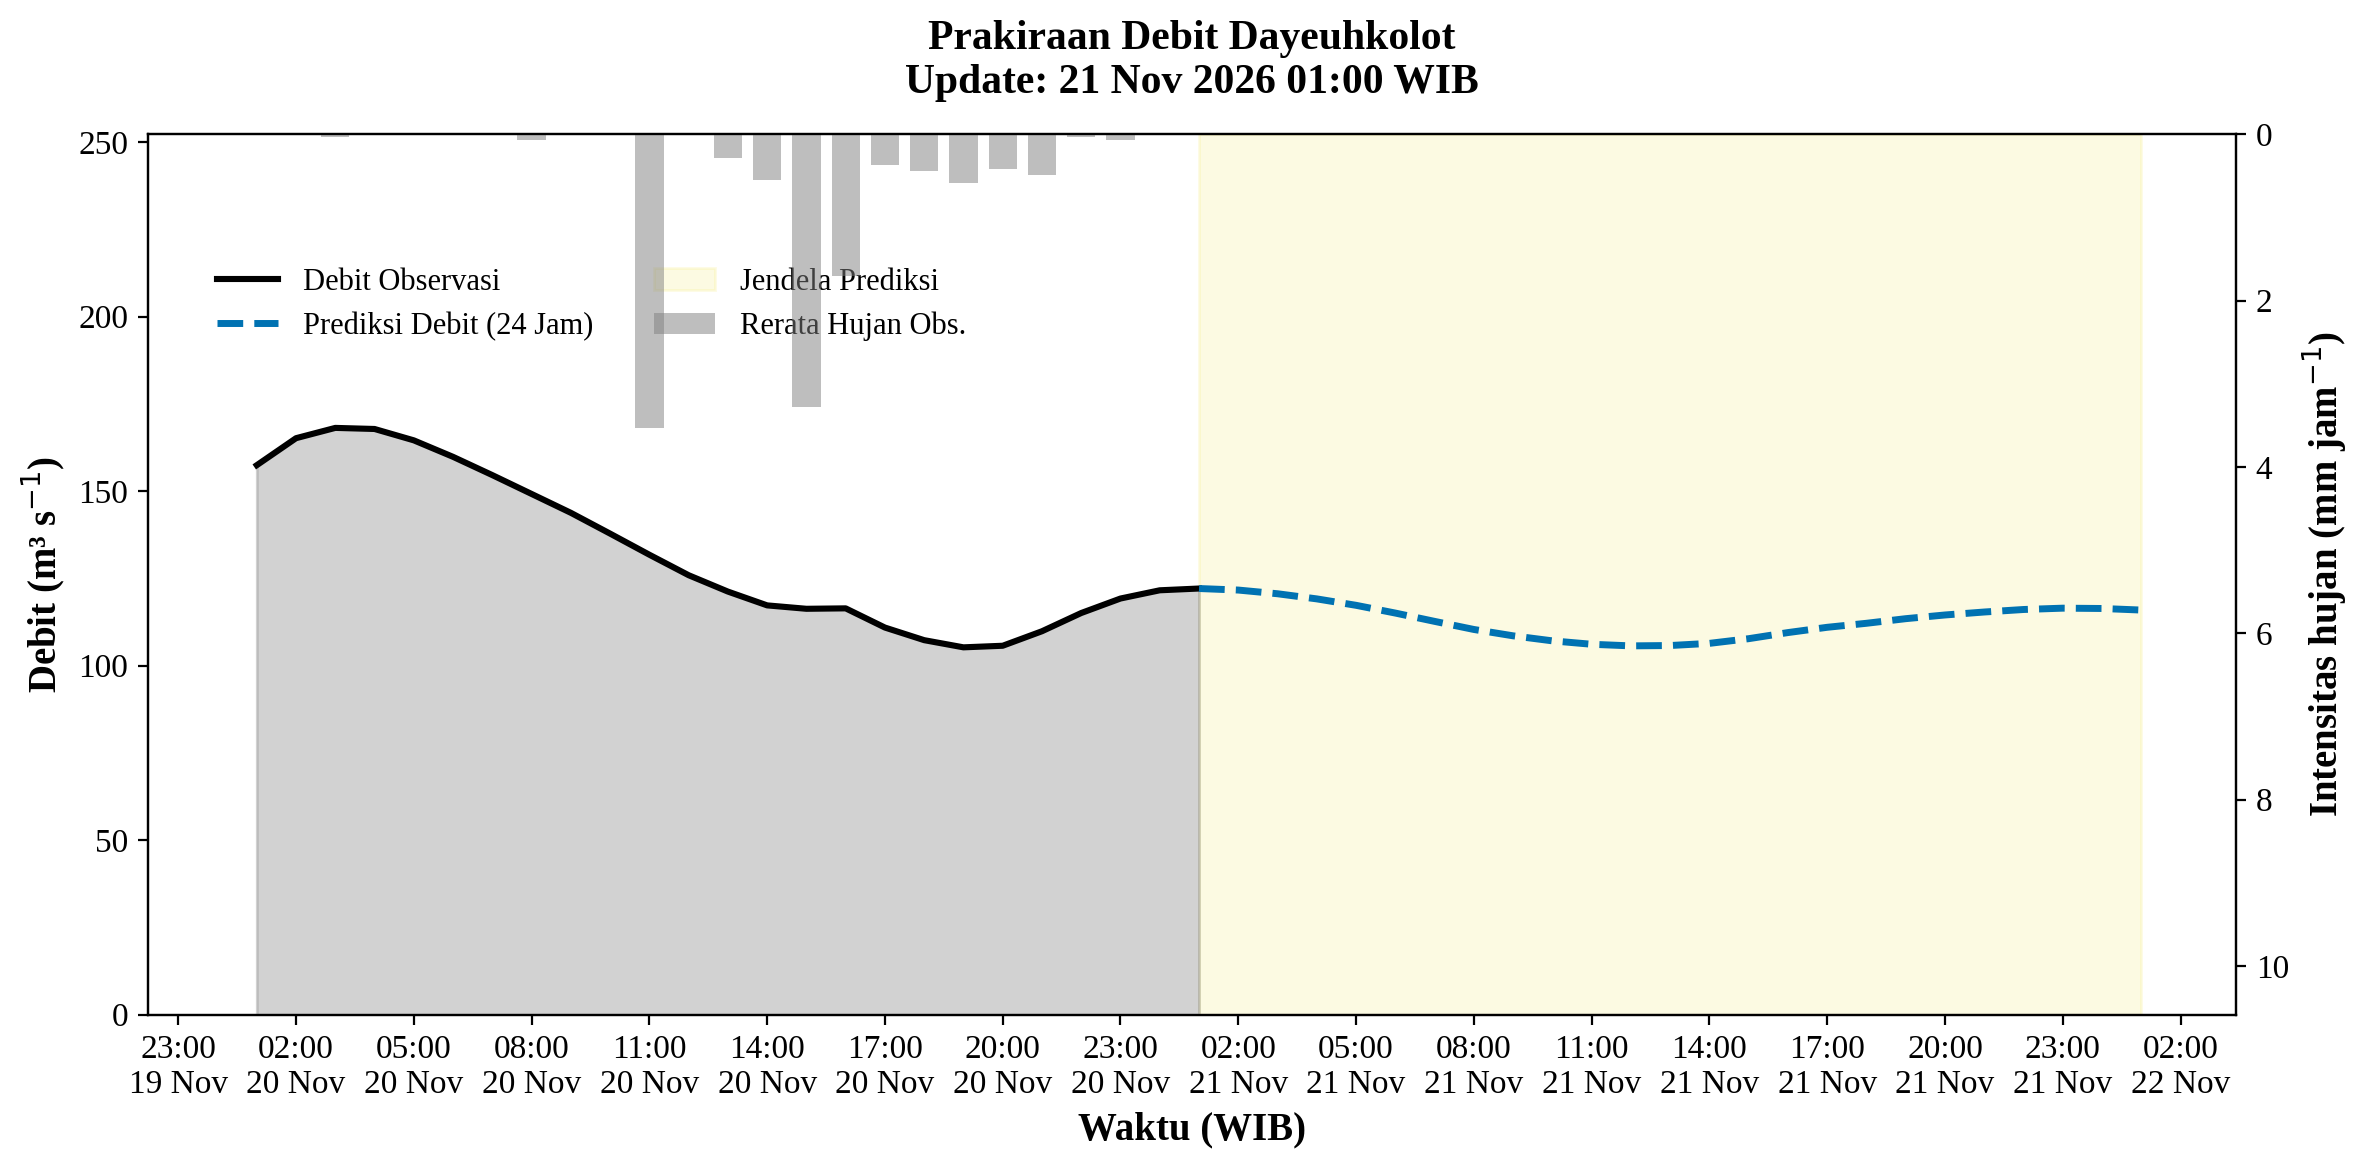 Prakiraan Debit Dayeuhkolot
Update: 21 Nov 2026 01:00 WIB
Debit (m³ s⁻¹)
250
200
150
100
50
0
Debit Observasi
Prediksi Debit (24 Jam)
Jendela Prediksi
Rerata Hujan Obs.
0
2
4
6
8
10
Intensitas hujan (mm jam⁻¹)
23:00 02:00 05:00 08:00 11:00 14:00 17:00 20:00 23:00 02:00 05:00 08:00 11:00 14:00 17:00 20:00 23:00 02:00
19 Nov 20 Nov 20 Nov 20 Nov 20 Nov 20 Nov 20 Nov 20 Nov 20 Nov 21 Nov 21 Nov 21 Nov 21 Nov 21 Nov 21 Nov 21 Nov 21 Nov 22 Nov
Waktu (WIB)